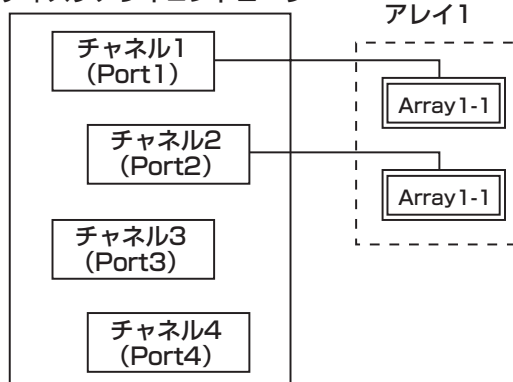 アレイ1
チャネル1
（Port1）
Array1-1
チャネル2
（Port2）
Array1-1
チャネル3
（Port3）
チャネル4
（Port4）